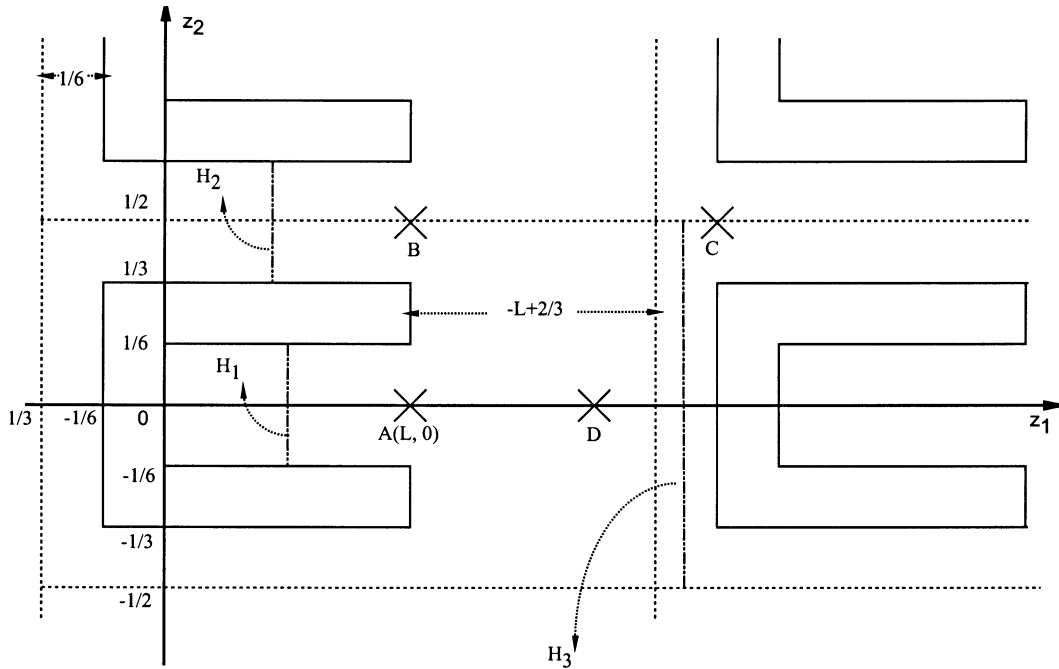 z2
1/6
H2
1/2
B
C
1/3
-L+2/3
1/6
H1
1/3
-1/6
0
A(L, 0)
D
z1
-1/6
-1/3
-1/2
H3